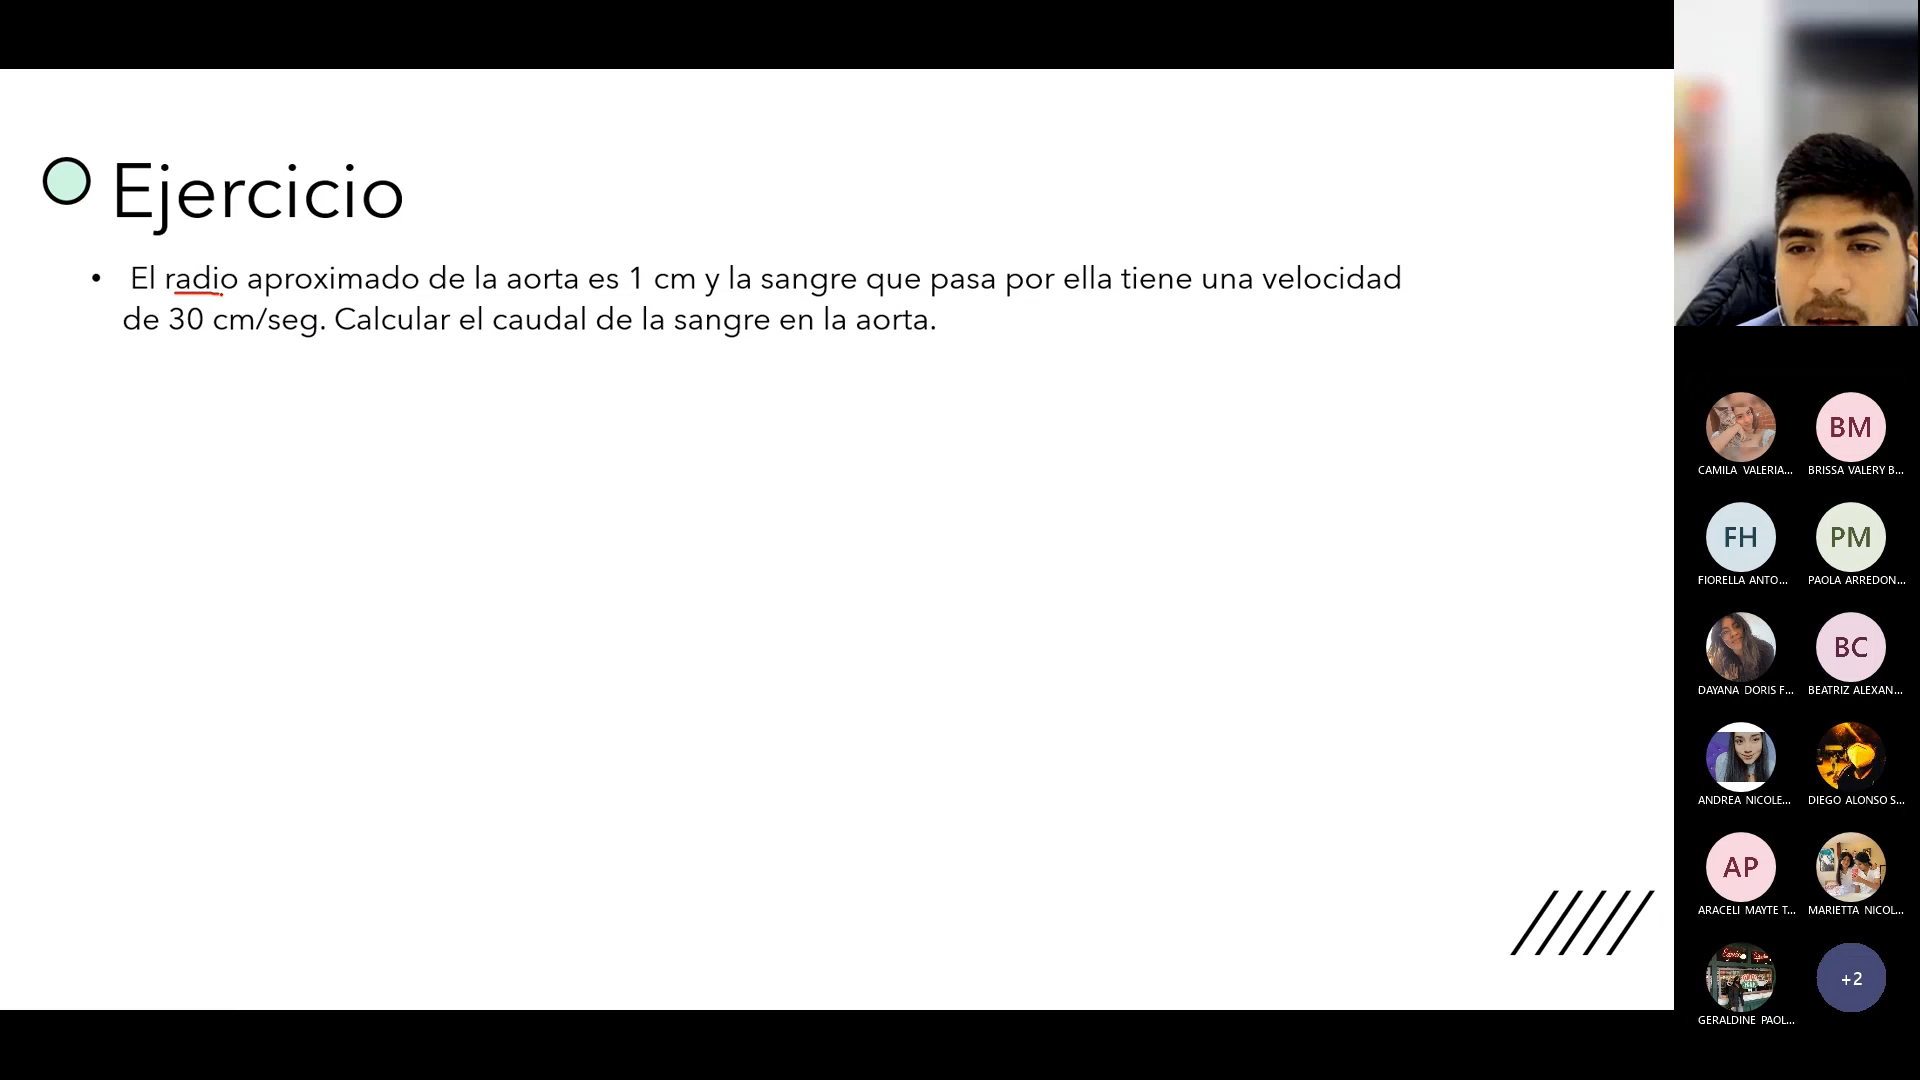 Ejercicio
• El radio aproximado de la aorta es 1 cm y la sangre que pasa por ella tiene una velocidad
de 30 cm/seg. Calcular el caudal de la sangre en la aorta.
BM
CAMILA VALERIA...
BRISSA VALERY B...
FH
PM
FIORELLA ANTO...
PAOLA ARREDON...
BC
DAYANA DORIS F...
BEATRIZ ALEXAN...
ANDREA NICOLE...
DIEGO ALONSO S...
AP
ARACELI MAYTE T...
MARIETTA NICOL...
+2
GERALDINE PAOL...